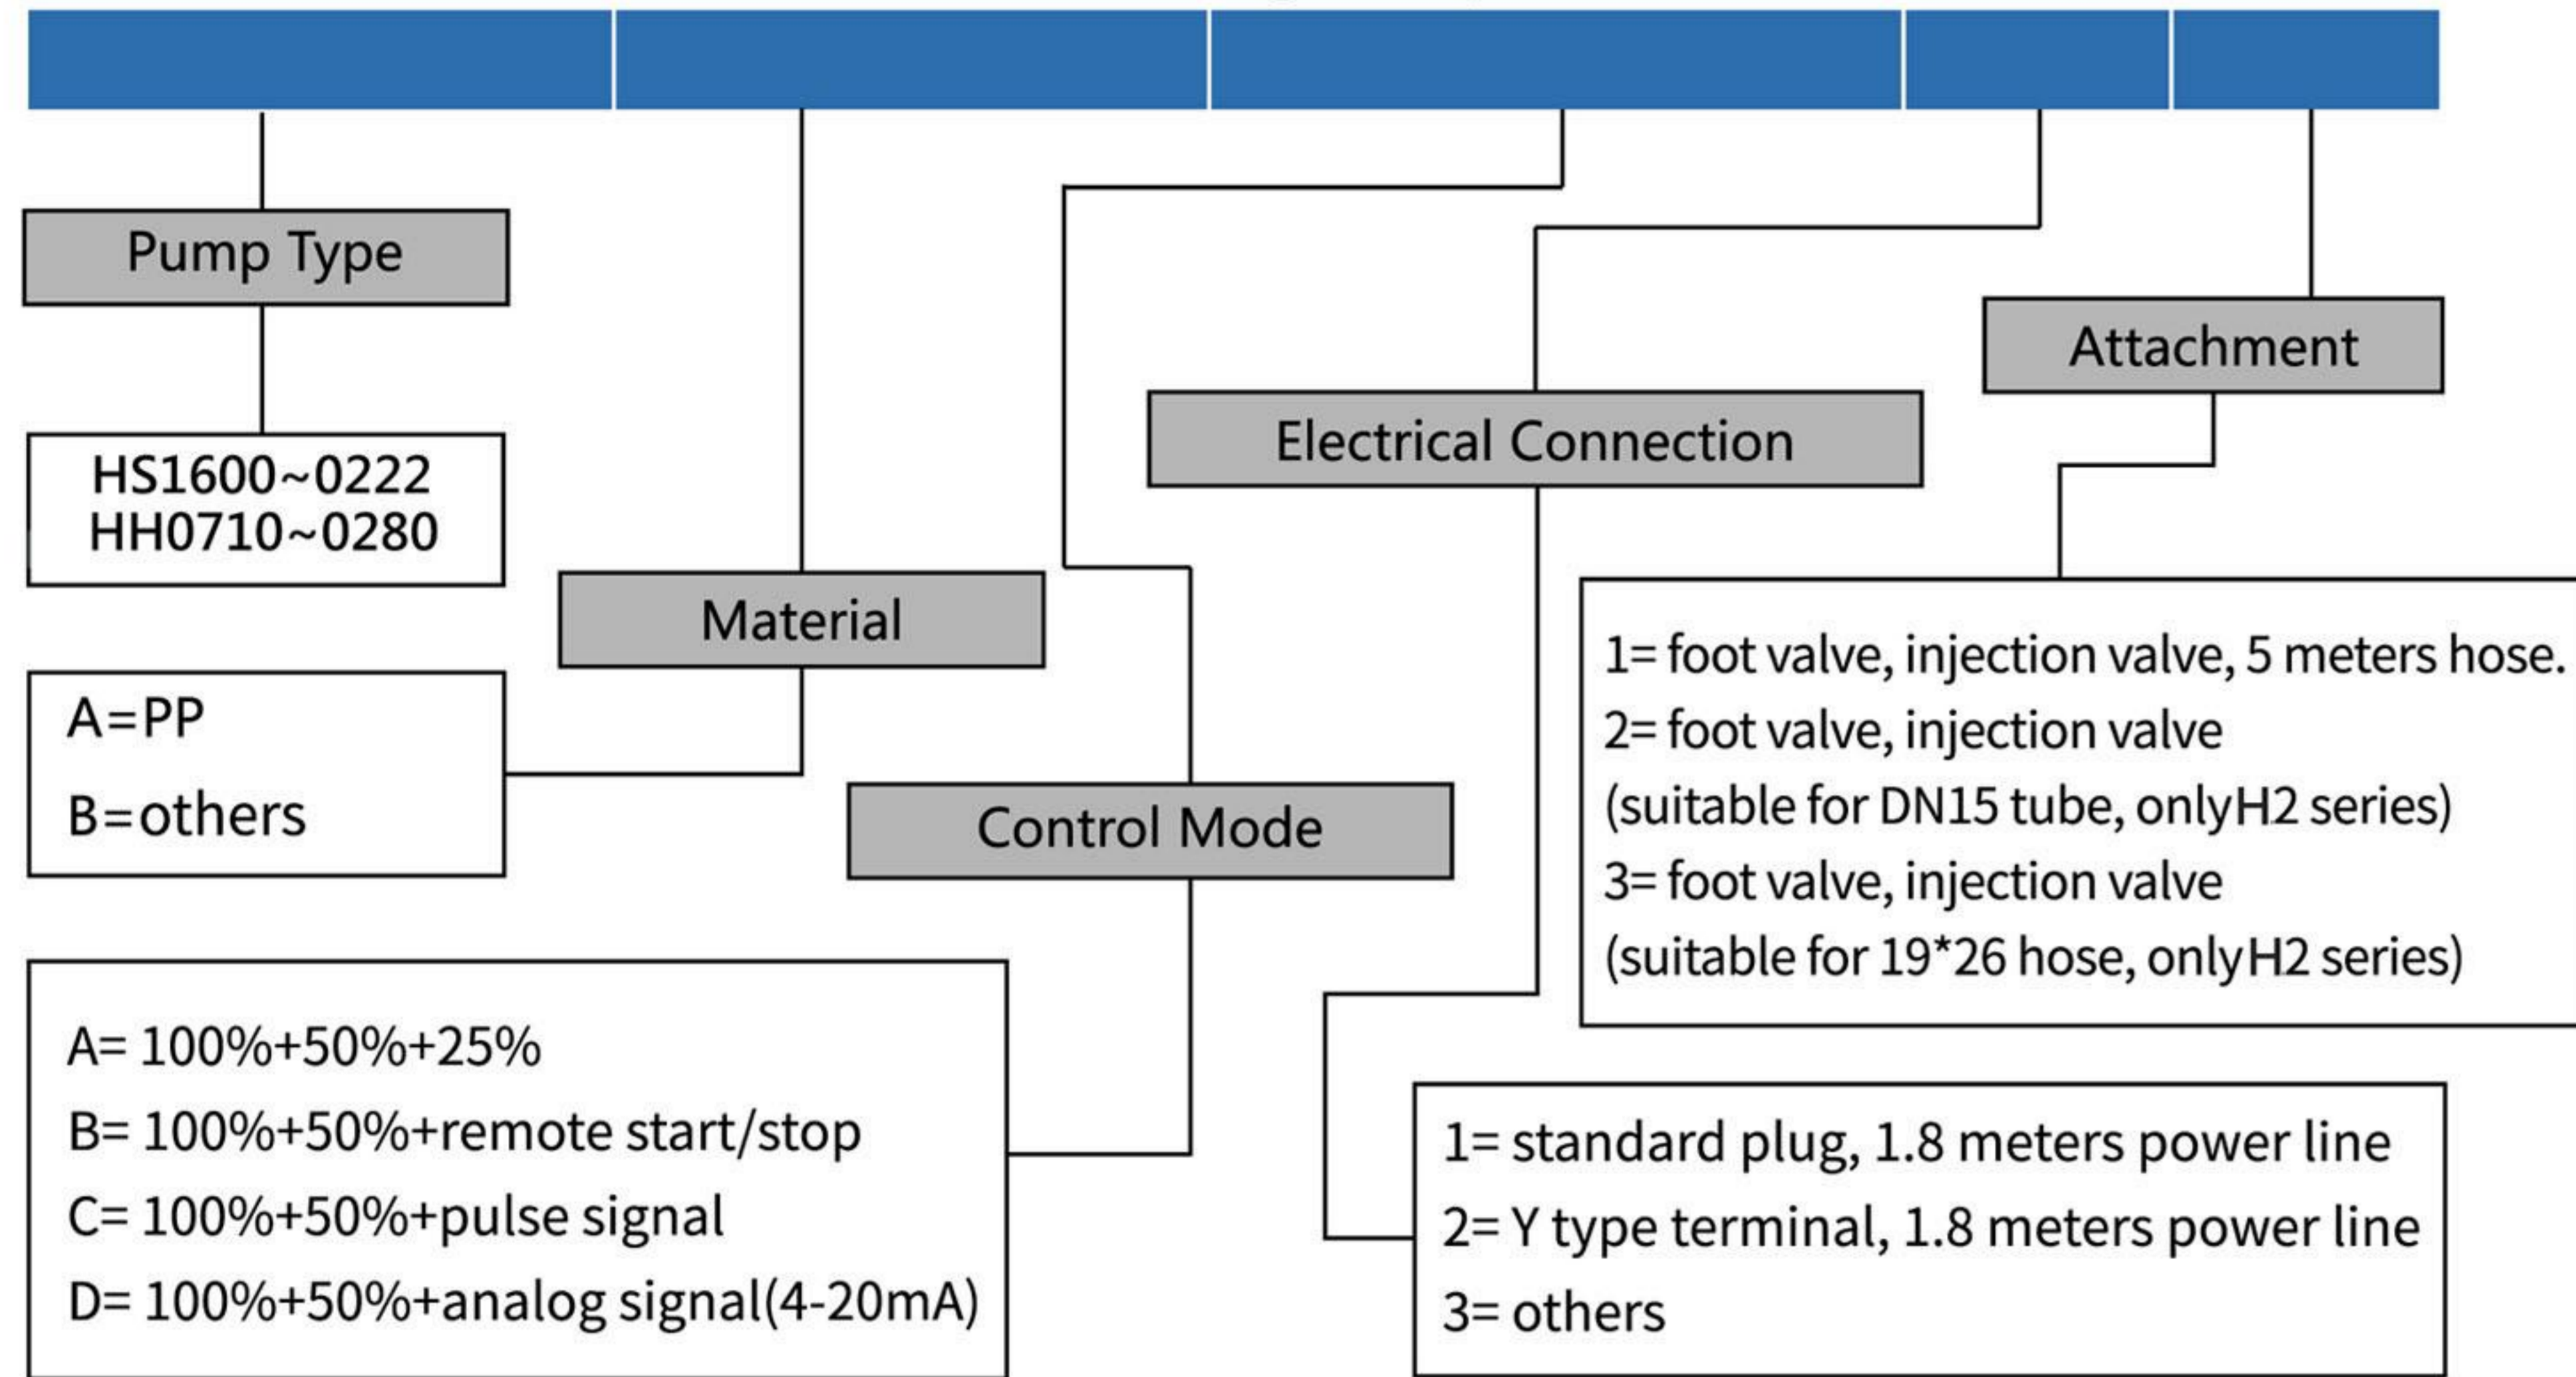 Pump Type
HS1600~0222
HH0710~0280
Material
A=PP
B=others
Control Mode
A= 100%+50%+25%
B= 100%+50%+remote start/stop
C= 100%+50%+pulse signal
D= 100%+50%+analog signal(4-20mA)
Electrical Connection
1= standard plug, 1.8 meters power line
2= Y type terminal, 1.8 meters power line
3= others
Attachment
1= foot valve, injection valve, 5 meters hose.
2= foot valve, injection valve
(suitable for DN15 tube, only H2 series)
3= foot valve, injection valve
(suitable for 19*26 hose, only H2 series)